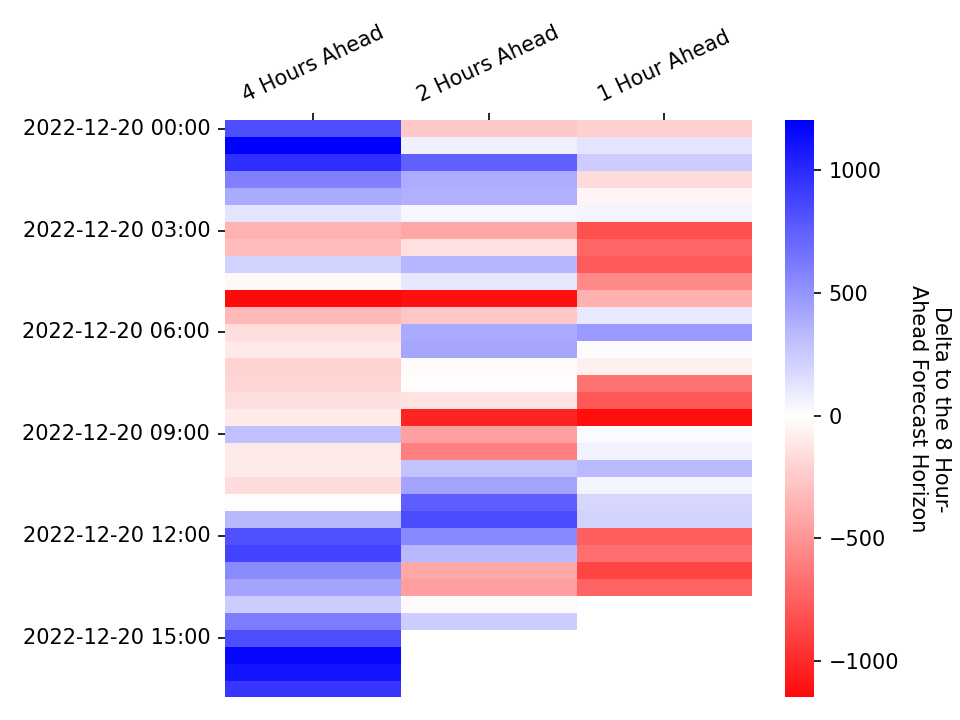 4 Hours Ahead
2 Hours Ahead
1 Hour Ahead
2022-12-20 00:00
2022-12-20 03:00
2022-12-20 06:00
2022-12-20 09:00
2022-12-20 12:00
2022-12-20 15:00
1000
500
0
−500
−1000
Delta to the 8 Hour-
Ahead Forecast Horizon